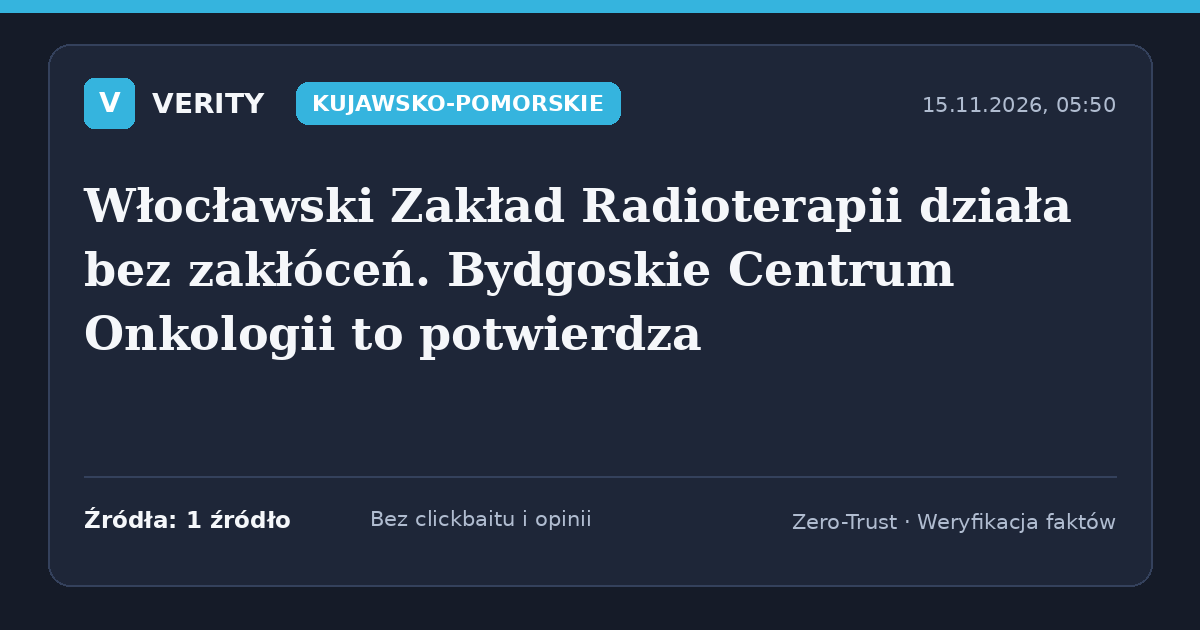 V VERITY KUJAWSKO-POMORSKIE 15.11.2026, 05:50
Włocławski Zakład Radioterapii działa
bez zakłóceń. Bydgoskie Centrum
Onkologii to potwierdza
Źródła: 1 źródło Bez clickbaitu i opinii Zero-Trust · Weryfikacja faktów